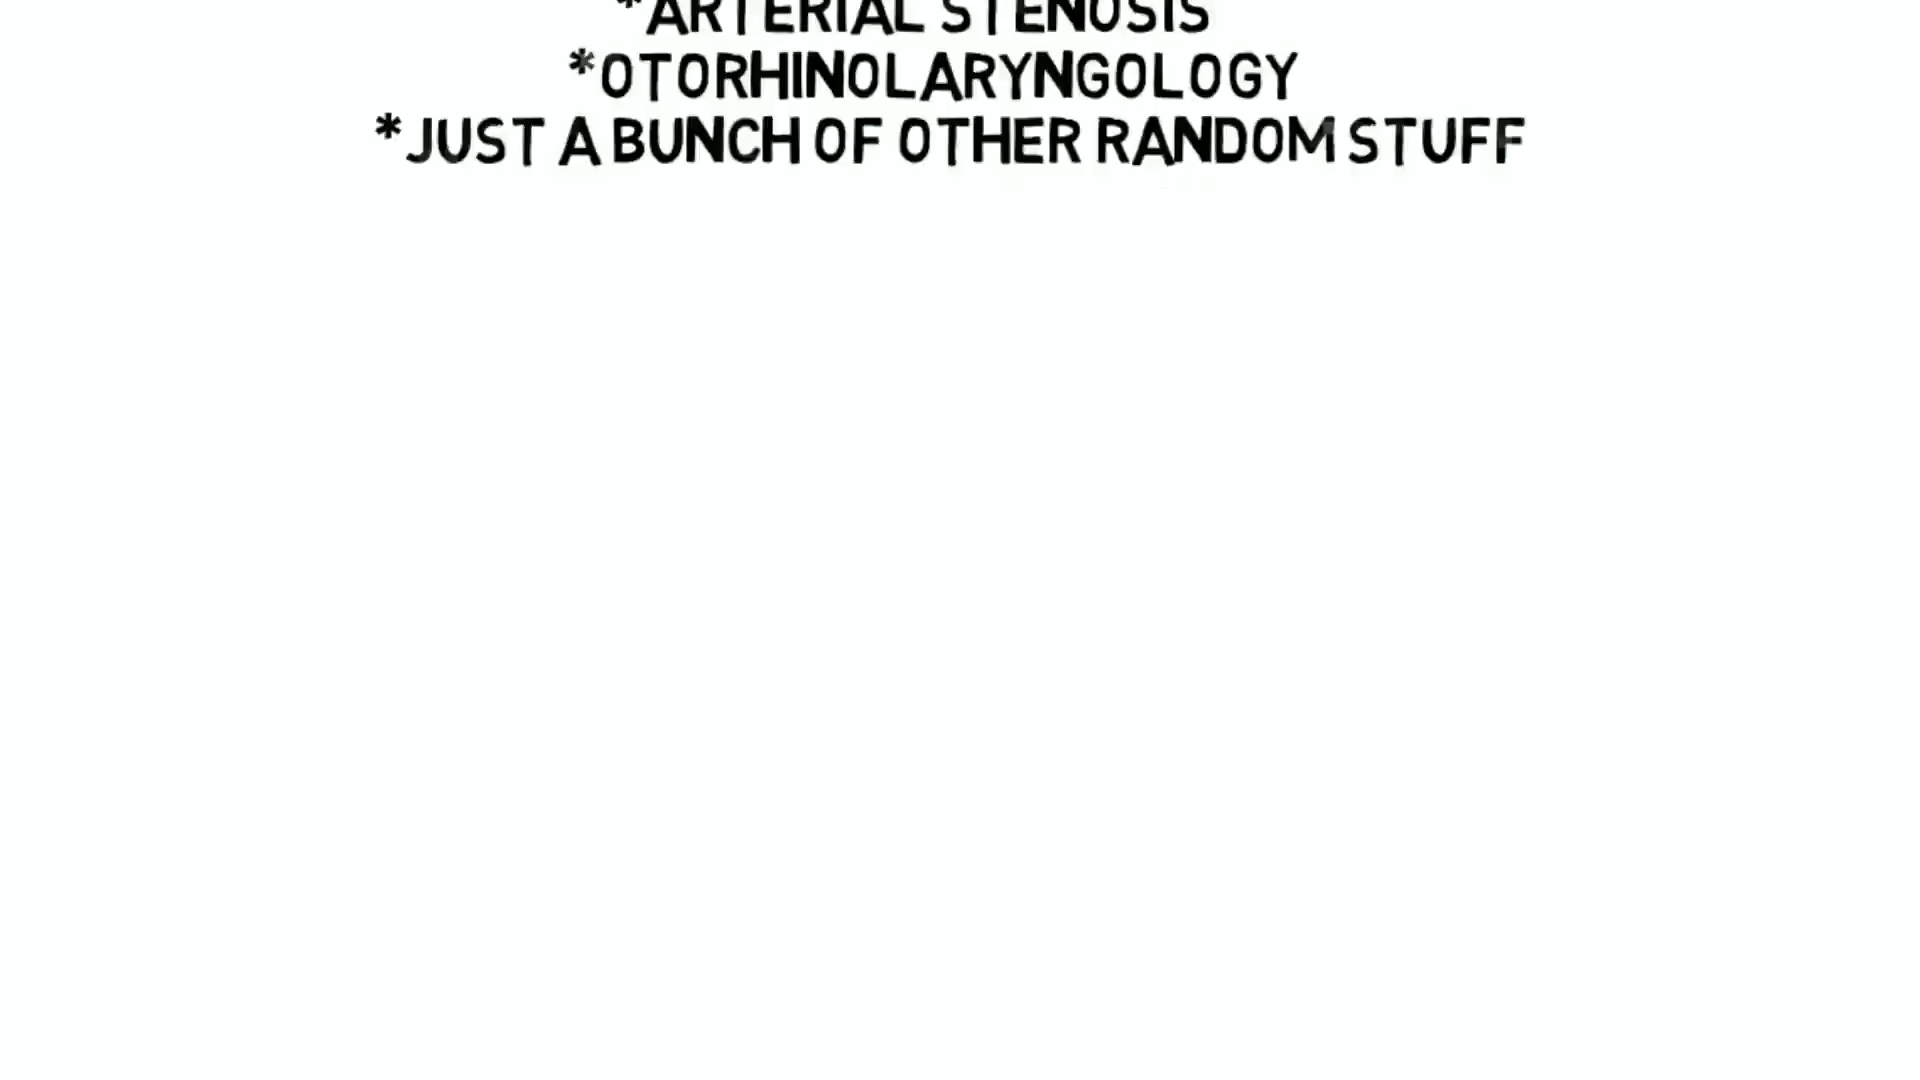 *ARTERIAL STENOSIS
*OTORHINOLARYNGOLOGY
*JUST A BUNCH OF OTHER RANDOM STUFF